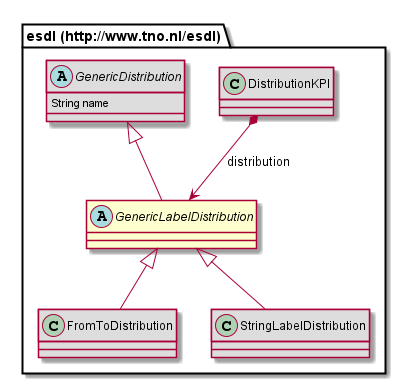 esdl (http://www.tno.nl/esdl)
A GenericDistribution
String name
C DistributionKPI
distribution
A GenericLabelDistribution
C FromToDistribution
C StringLabelDistribution